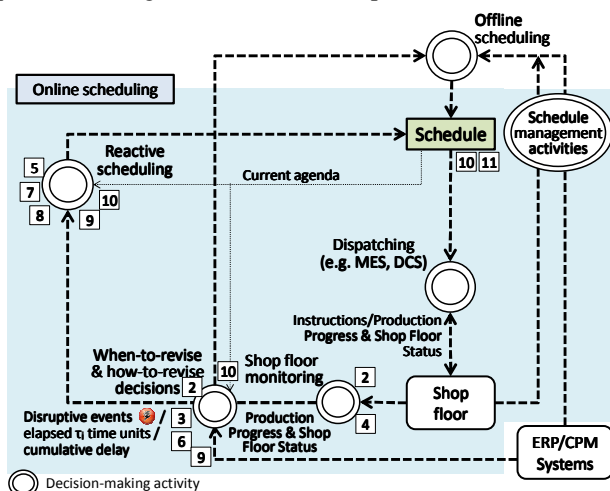 Offline
scheduling
Online scheduling
Schedule
management
activities
Schedule
10 11
Reactive
scheduling
5
7
8
9
10
Current agenda
Dispatching
(e.g. MES, DCS)
Instructions/Production
Progress & Shop Floor
Status
When-to-revise
& how-to-revise
decisions
2
10
Shop floor
monitoring
2
4
Shop
floor
Disruptive events /
elapsed τı time units /
cumulative delay
3
6
9
Production
Progress & Shop
Floor Status
ERP/CPM
Systems
Decision-making activity